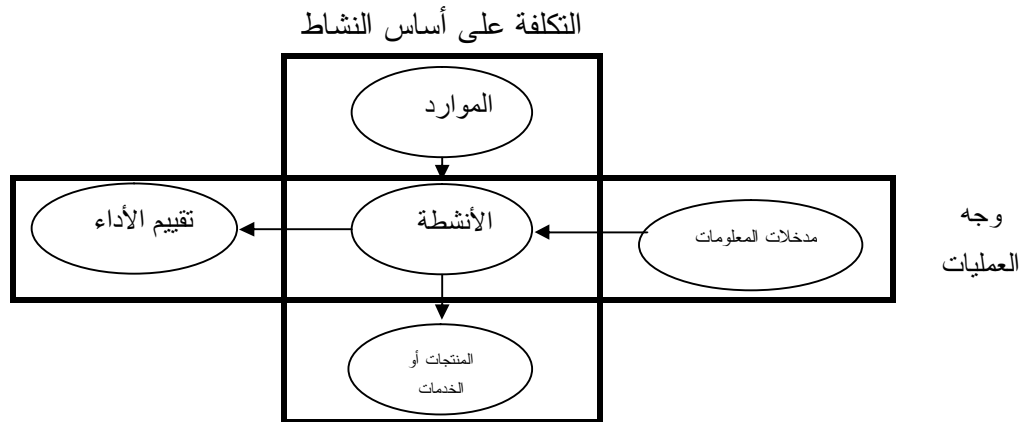 التكلفة على أساس النشاط
الموارد
وجه
العمليات
مدخلات المعلومات
الأنشطة
تقييم الأداء
المنتجات أو
الخدمات